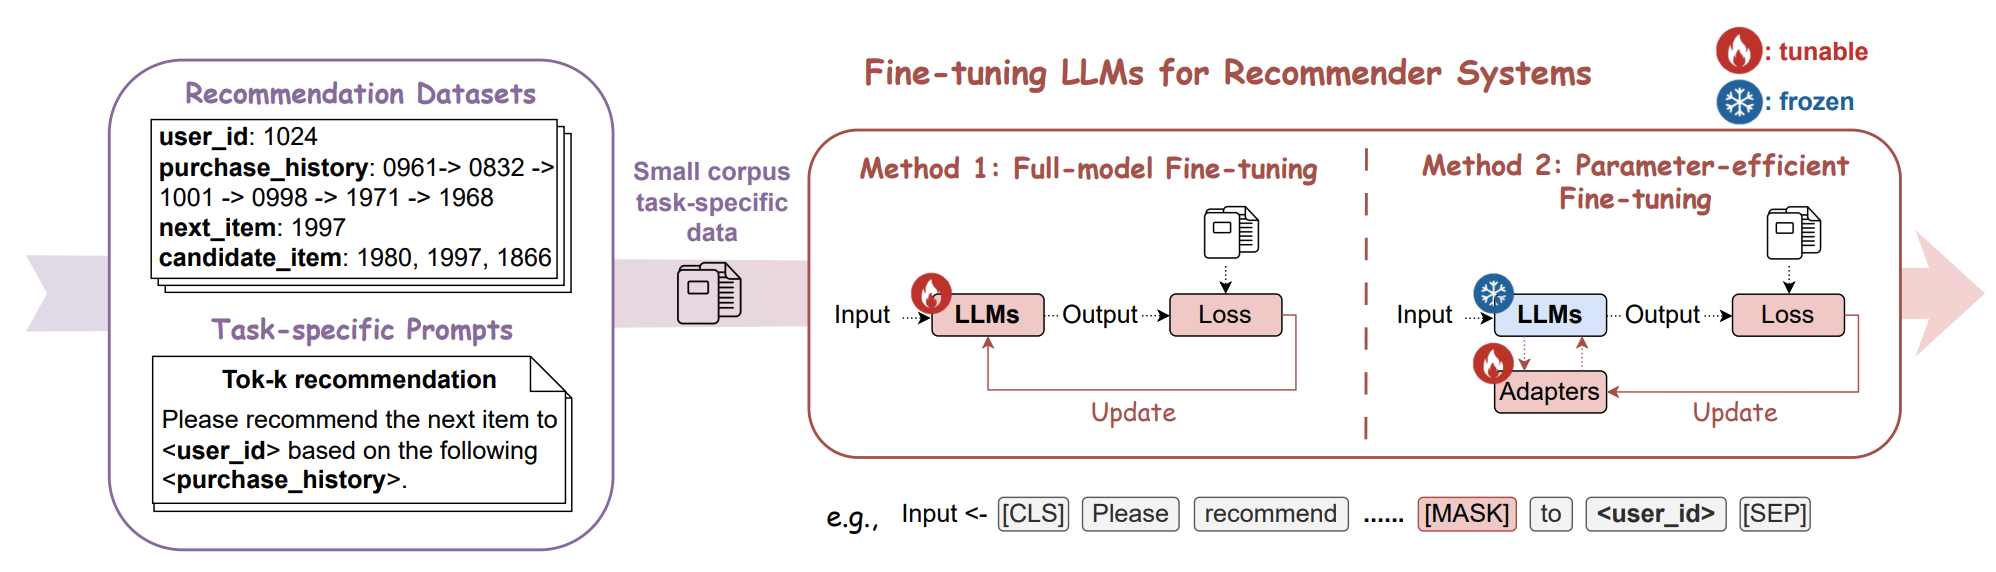 Recommendation Datasets
user_id: 1024
purchase_history: 0961-> 0832 ->
1001 -> 0998 -> 1971 -> 1968
next_item: 1997
candidate_item: 1980, 1997, 1866
Task-specific Prompts
Tok-k recommendation
Please recommend the next item to
<user_id> based on the following
<purchase_history>.
Small corpus
task-specific
data
Fine-tuning LLMs for Recommender Systems
: tunable
: frozen
Method 1: Full-model Fine-tuning
Input
LLMs
Output
Loss
Update
Method 2: Parameter-efficient
Fine-tuning
Input
LLMs
Output
Loss
Adapters
Update
e.g., Input <- [CLS] Please recommend ...... [MASK] to <user_id> [SEP]